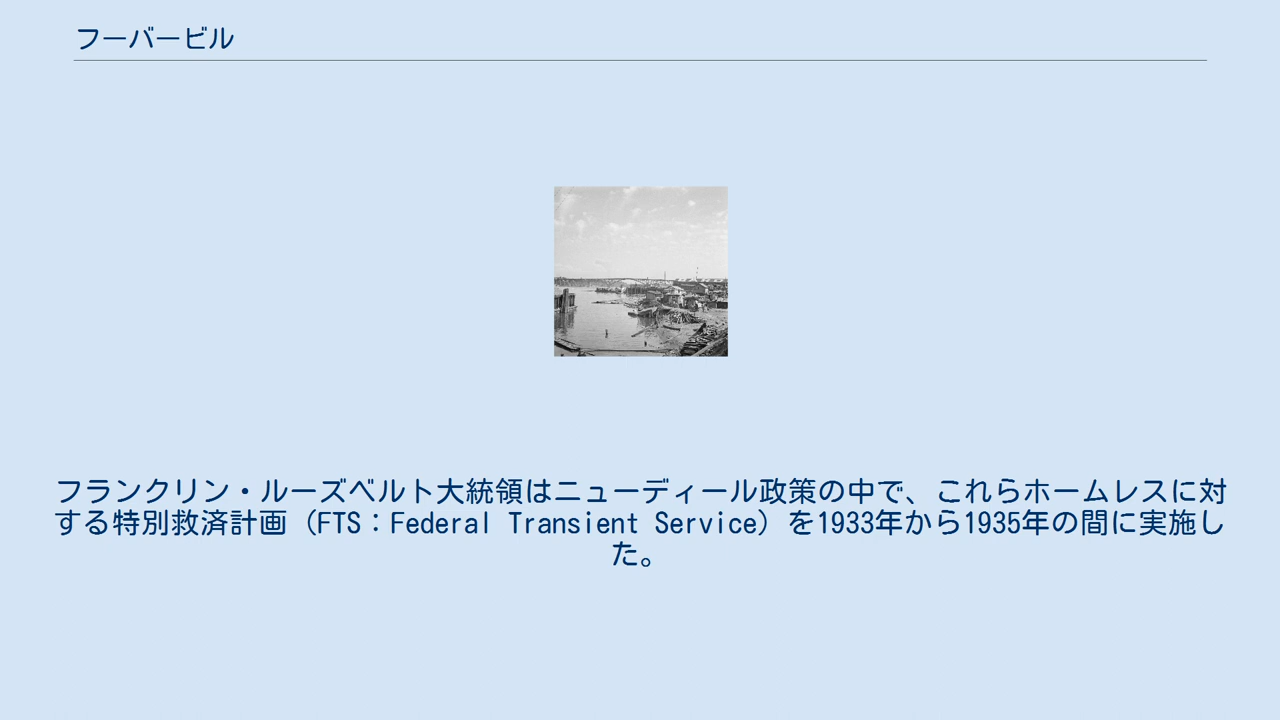 フーバービル
フランクリン・ルーズベルト大統領はニューディール政策の中で、これらホームレスに対
する特別救済計画（FTS：Federal Transient Service）を1933年から1935年の間に実施し
た。